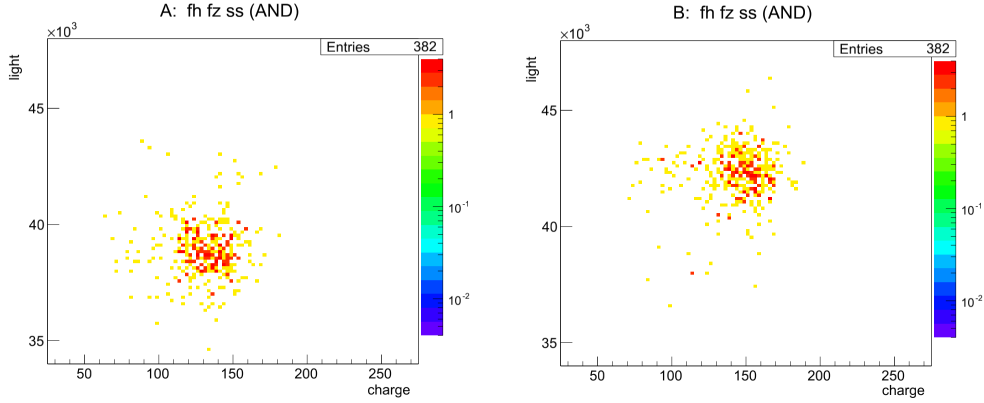 A: fh fz ss (AND)
×10³
light
Entries 382
45
40
35
50 100 150 200 250
charge
1
10⁻¹
10⁻²
B: fh fz ss (AND)
×10³
light
Entries 382
45
40
35
50 100 150 200 250
charge
1
10⁻¹
10⁻²